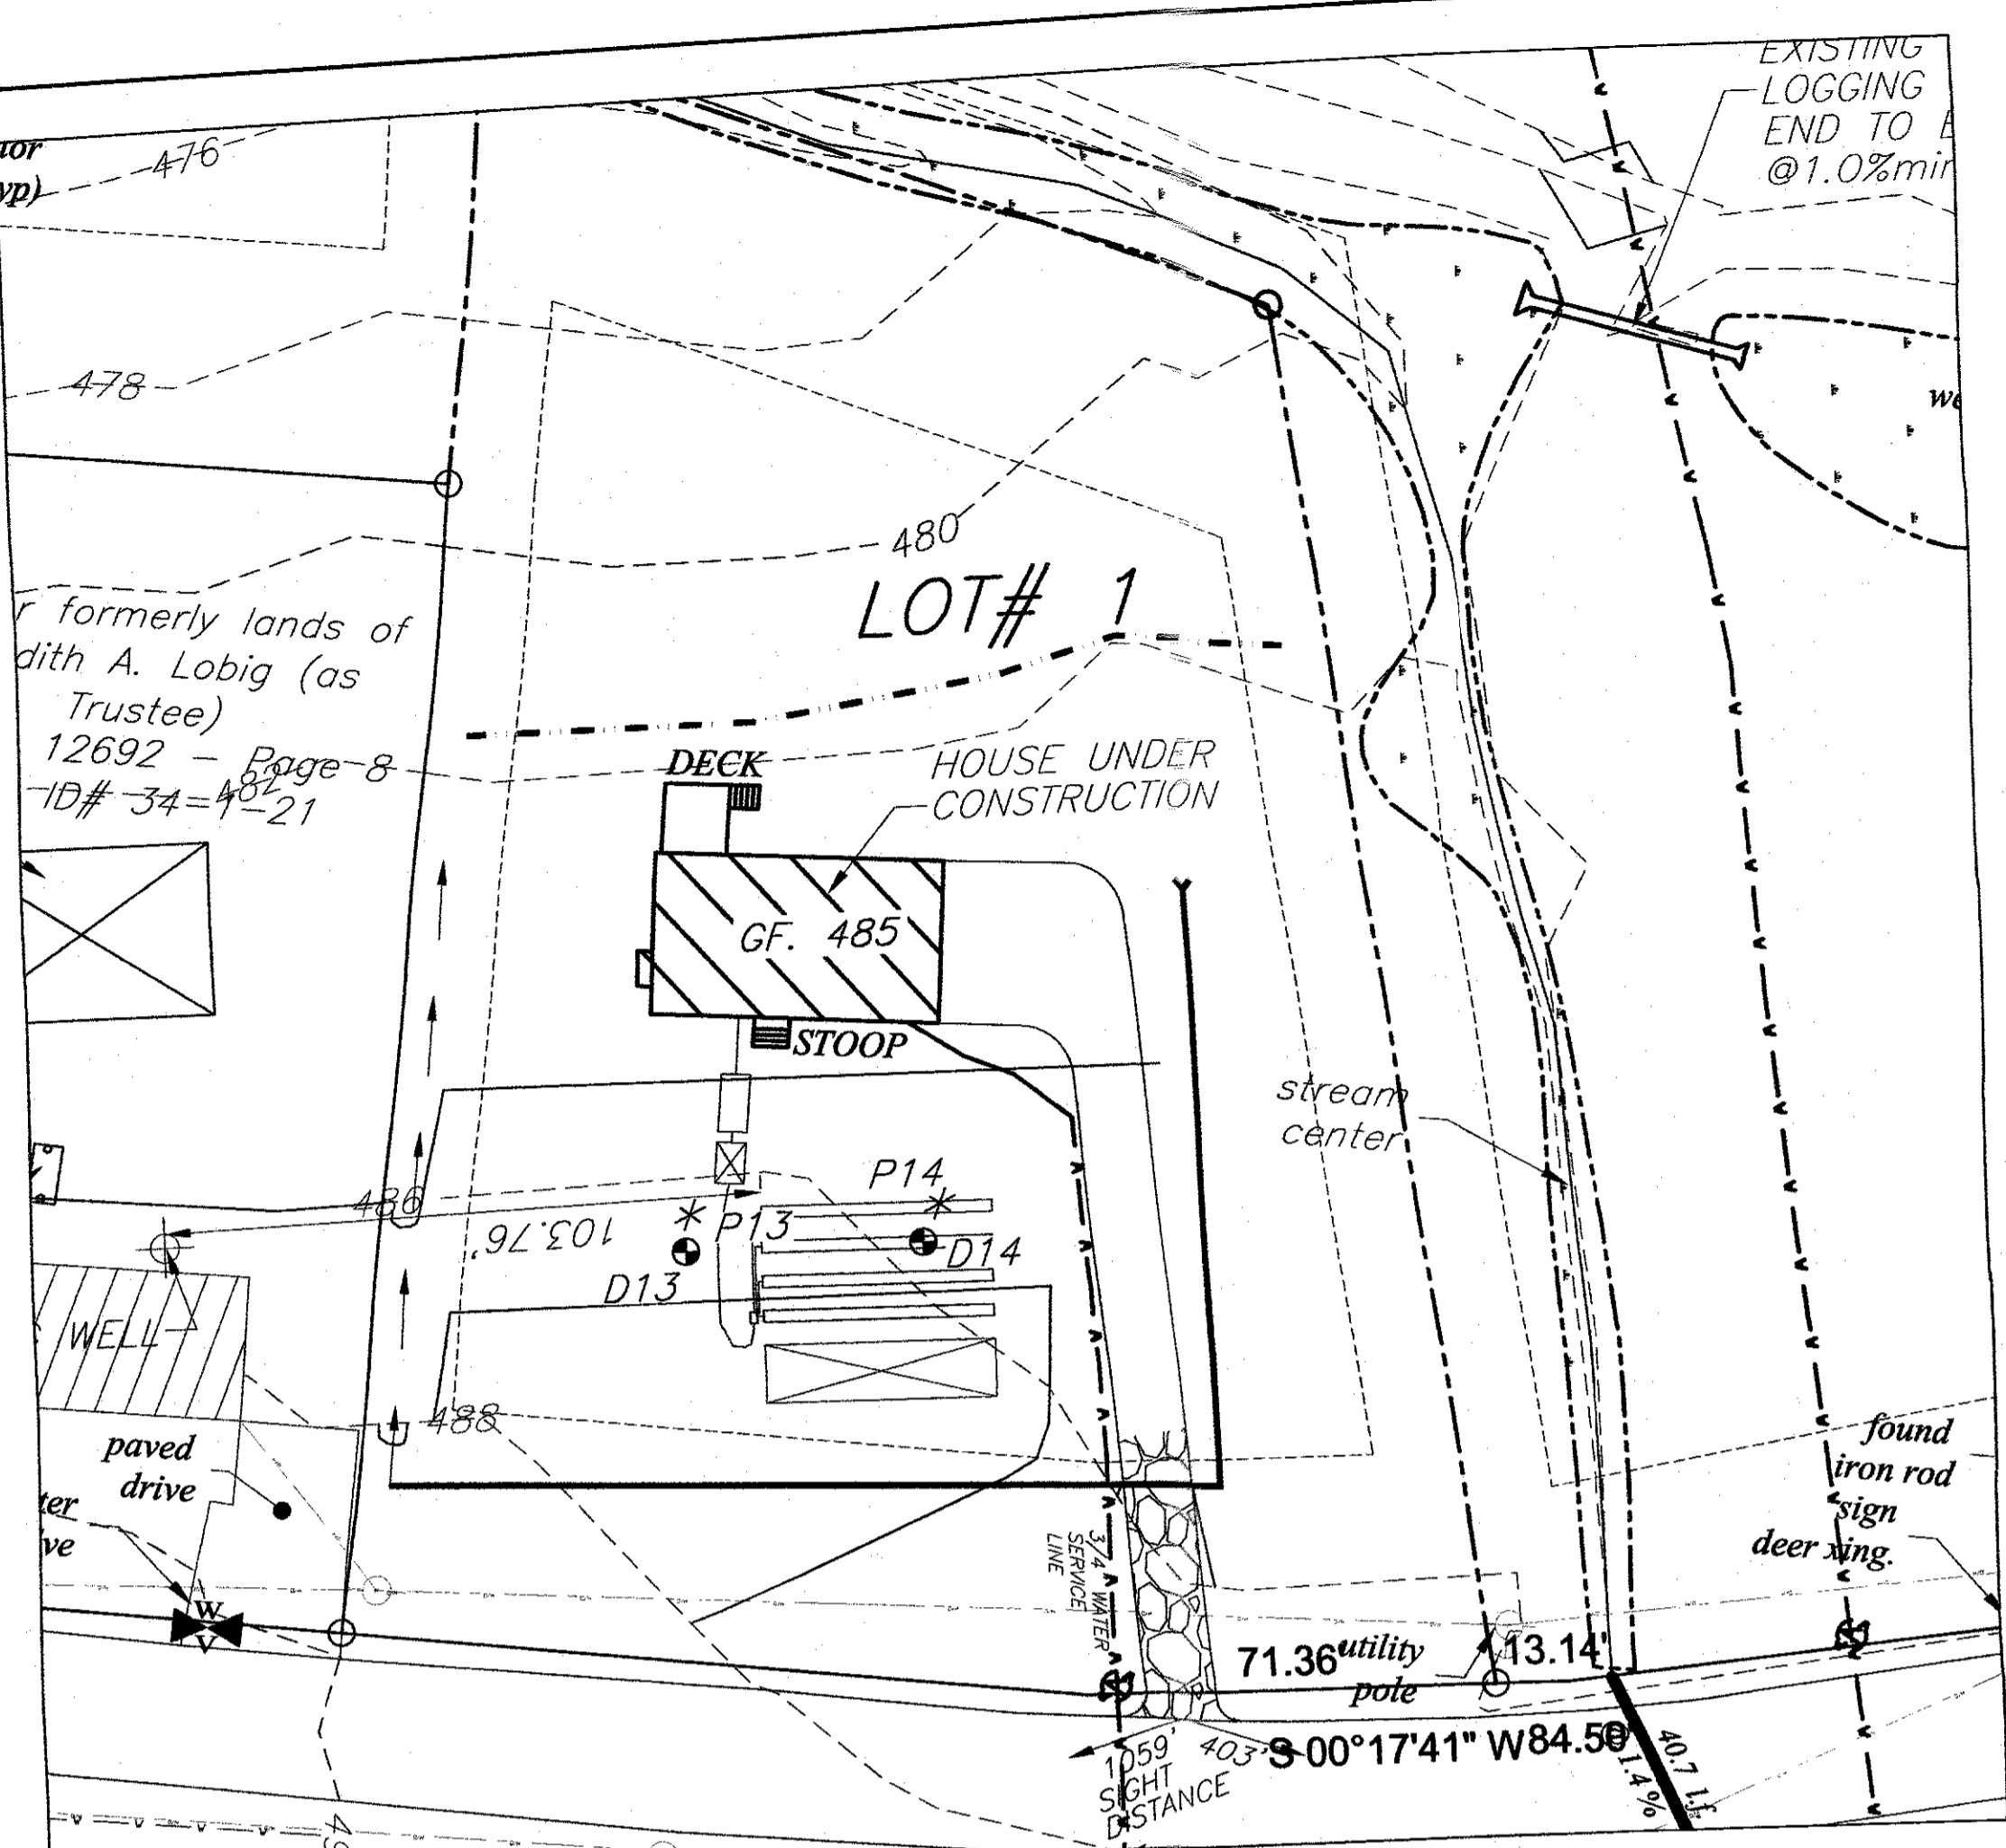 EXISTING
LOGGING
END TO
@1.0%min
476
478
480
LOT# 1
r formerly lands of
dith A. Lobig (as
Trustee)
12692 - Page 8
ID# 34-1-21
482
DECK
HOUSE UNDER
CONSTRUCTION
GF. 485
STOOP
stream
center
486
103.76'
P13
P14
D13
D14
WELL
488
paved
drive
found
iron rod
sign
deer xing.
W
V
3/4 WATER
SERVICE
LINE
71.36'
utility
pole
13.14'
S 00°17'41" W 84.50'
1059'
SIGHT
DISTANCE
403'
40.7 l.f.
1.4%